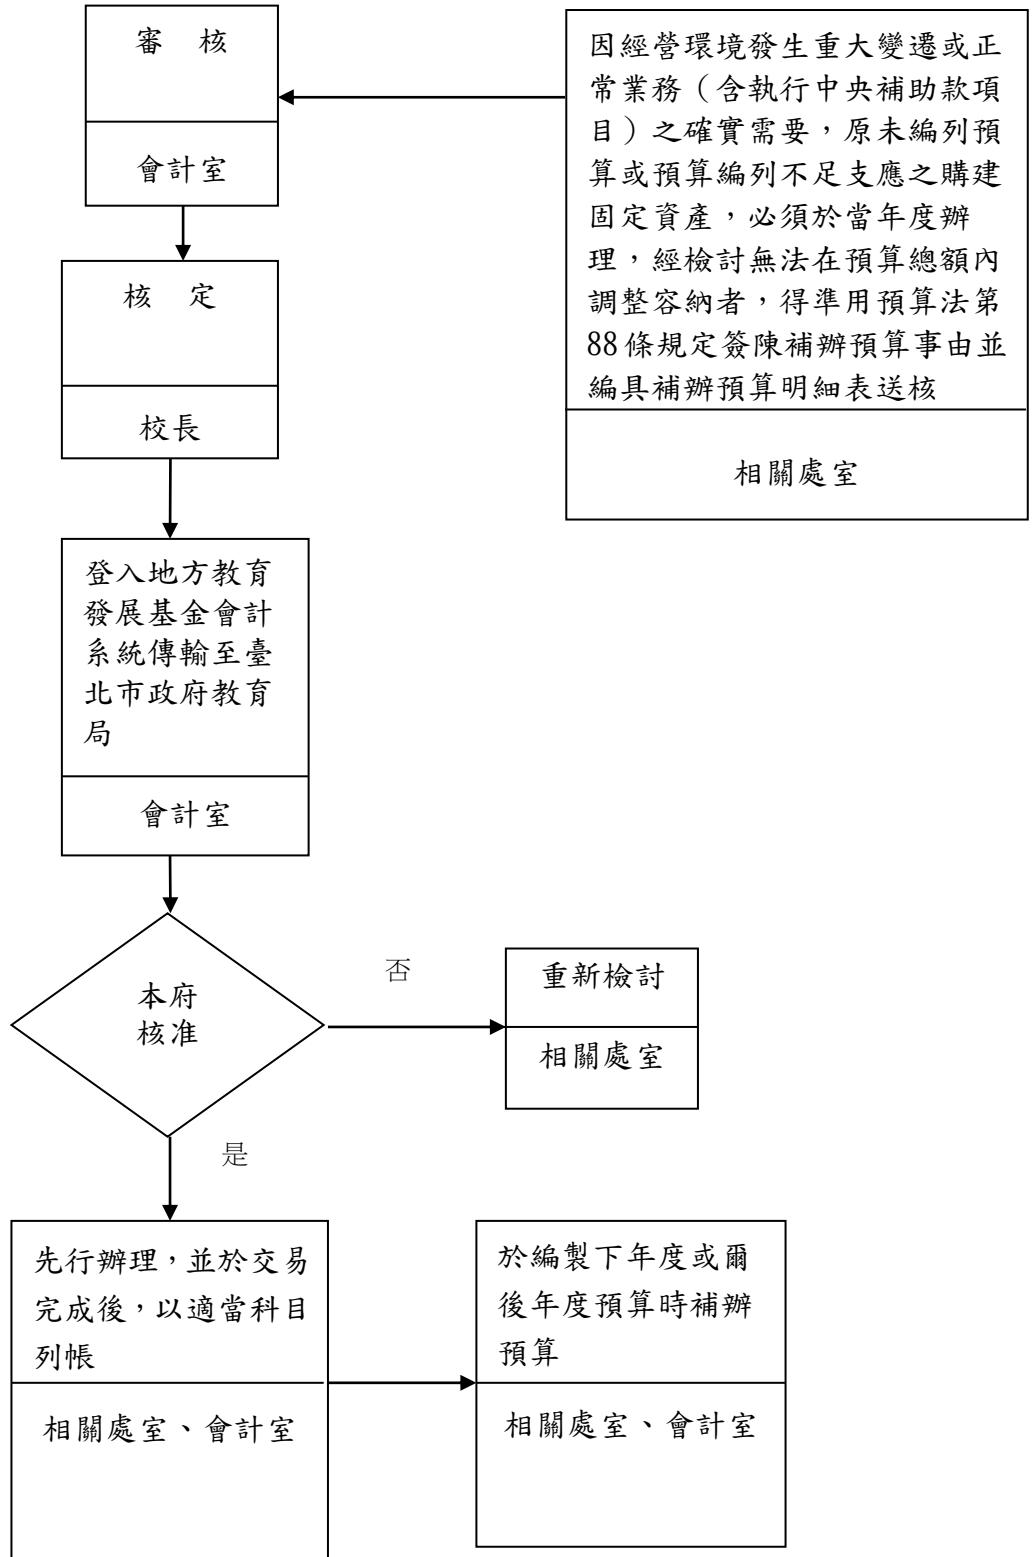 審　核
會計室
因經營環境發生重大變遷或正
常業務（含執行中央補助款項
目）之確實需要，原未編列預
算或預算編列不足支應之購建
固定資產，必須於當年度辦
理，經檢討無法在預算總額內
調整容納者，得準用預算法第
88條規定簽陳補辦預算事由並
編具補辦預算明細表送核
相關處室
核　定
校長
登入地方教育
發展基金會計
系統傳輸至臺
北市政府教育
局
會計室
本府
核准
否
重新檢討
相關處室
是
先行辦理，並於交易
完成後，以適當科目
列帳
相關處室、會計室
於編製下年度或爾
後年度預算時補辦
預算
相關處室、會計室